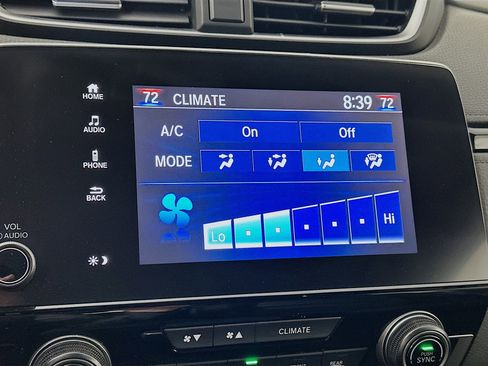 HOME
AUDIO
PHONE
BACK
VOL
AUDIO
72 CLIMATE 8:39 72
A/C On Off
MODE
Lo Hi
CLIMATE
REAR
PUSH
SYNC